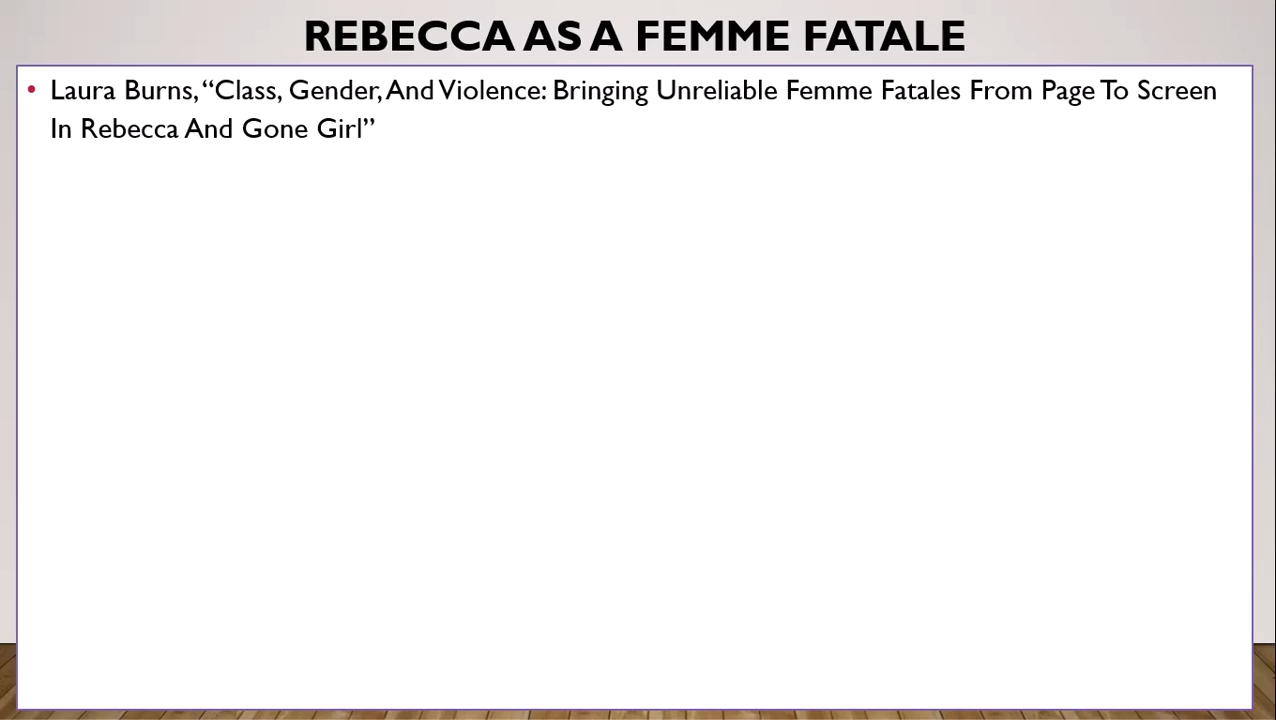 REBECCA AS A FEMME FATALE
• Laura Burns, “Class, Gender, And Violence: Bringing Unreliable Femme Fatales From Page To Screen
In Rebecca And Gone Girl”